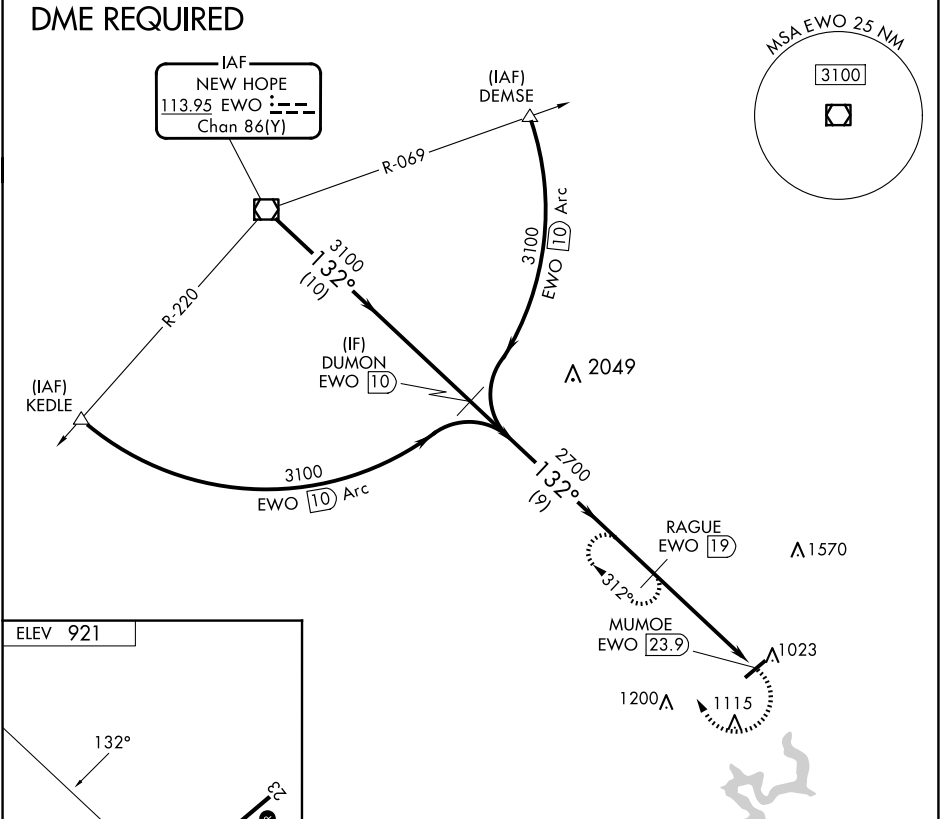 DME REQUIRED
IAF
NEW HOPE
113.95 EWO
Chan 86(Y)
(IAF)
DEMSE
MSA EWO 25 NM
3100
R-069
R-220
3100
132°
(10)
3100
EWO 10 Arc
(IF)
DUMON
EWO 10
2049
(IAF)
KEDLE
3100
EWO 10 Arc
2700
132°
(9)
RAGUE
EWO 19
1570
312°
MUMOE
EWO 23.9
1023
1200
1115
ELEV 921
132°
23